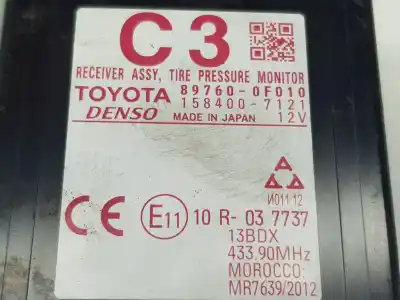 C3
RECEIVER ASSY, TIRE PRESSURE MONITOR
TOYOTA 89760-0F010
158400-7121
DENSO MADE IN JAPAN 12V
И011 12
CE E11 10 R-03 7737
13BDX
433.90MHz
MOROCCO:
MR7639/2012